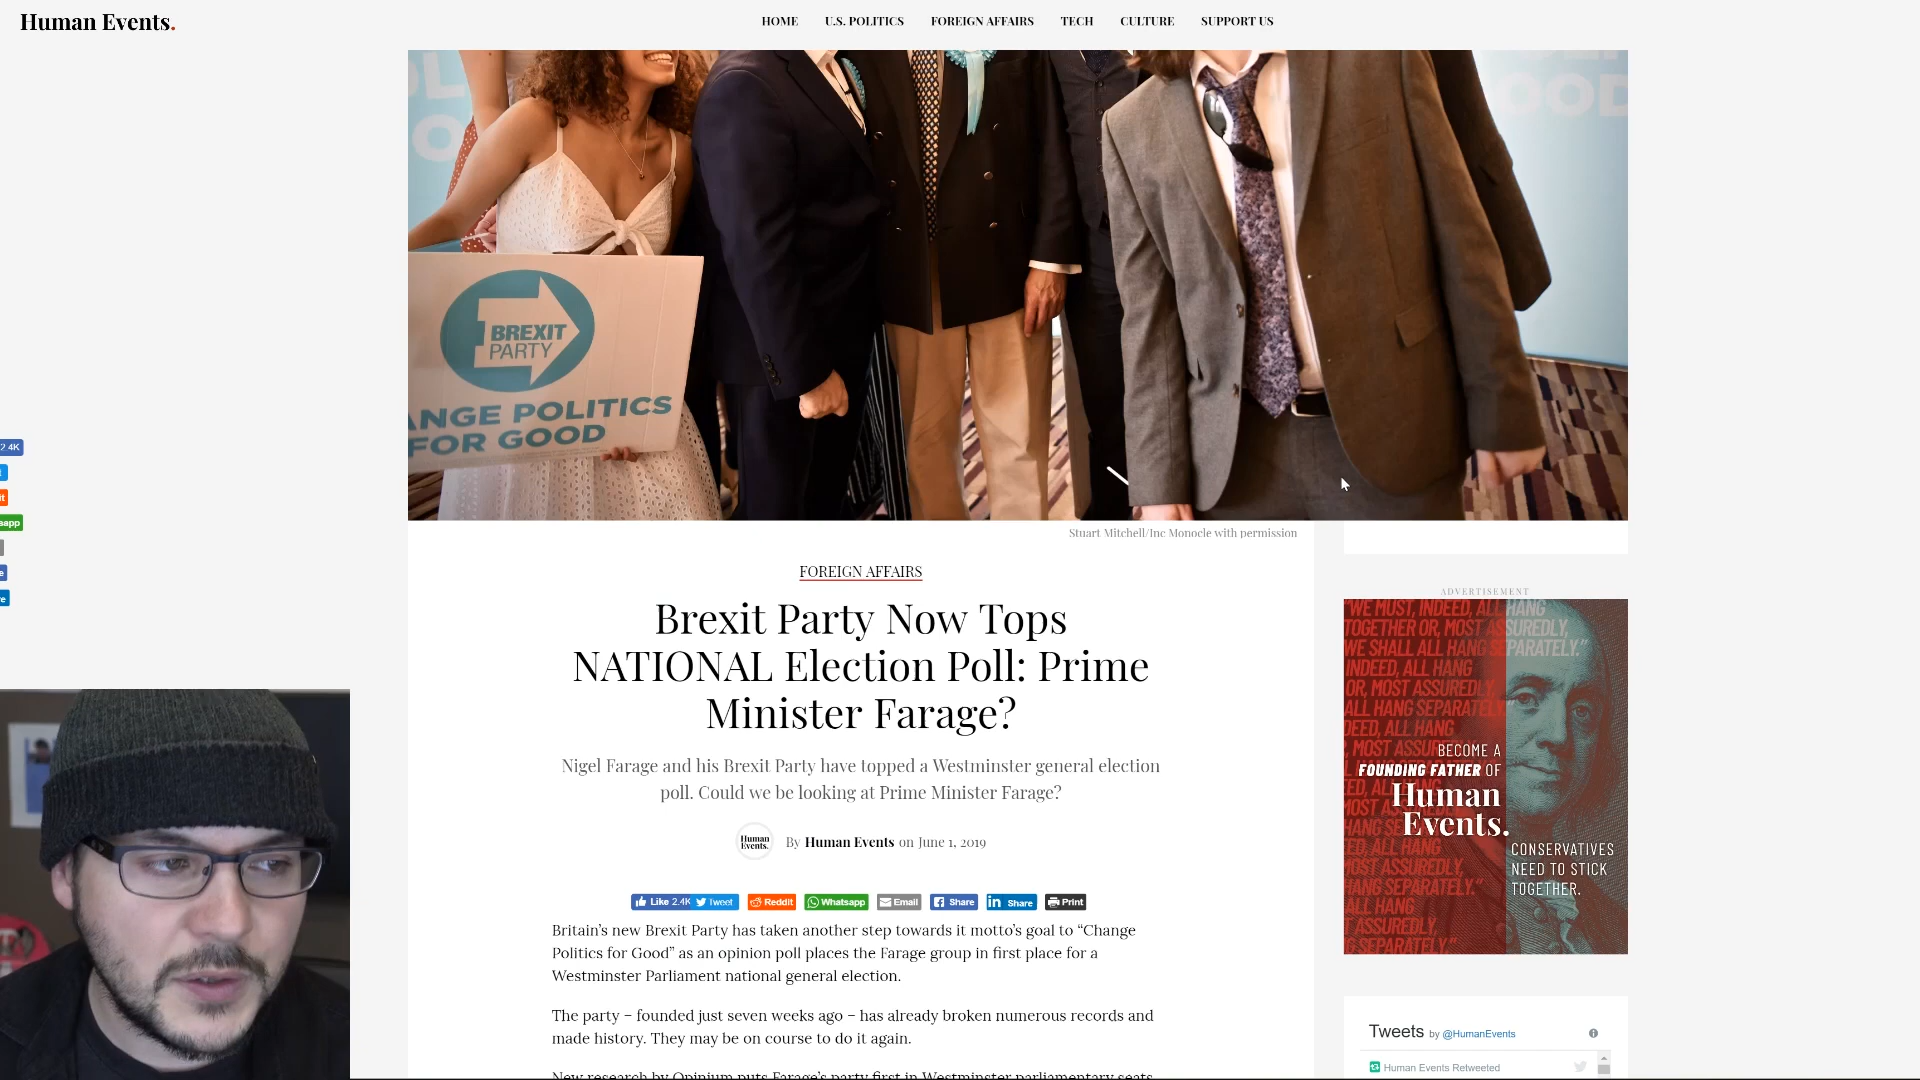 Human Events.
HOME U.S. POLITICS FOREIGN AFFAIRS TECH CULTURE SUPPORT US
BREXIT
PARTY
ANGE POLITICS
FOR GOOD
OOD
2.4K
Stuart Mitchell/Inc Monocle with permission
FOREIGN AFFAIRS
Brexit Party Now Tops
NATIONAL Election Poll: Prime
Minister Farage?
Nigel Farage and his Brexit Party have topped a Westminster general election
poll. Could we be looking at Prime Minister Farage?
Human Events.
By Human Events on June 1, 2019
Like 2.4K Tweet Reddit Whatsapp Email Share Share Print
Britain's new Brexit Party has taken another step towards it motto's goal to “Change
Politics for Good” as an opinion poll places the Farage group in first place for a
Westminster Parliament national general election.
The party – founded just seven weeks ago – has already broken numerous records and
made history. They may be on course to do it again.
New research by Opinium puts Farage's party first in Westminster parliamentary seats
ADVERTISEMENT
“WE MUST, INDEED, ALL HANG
TOGETHER OR, MOST ASSUREDLY,
WE SHALL ALL HANG SEPARATELY.”
INDEED, ALL HANG
OR, MOST ASSUREDLY,
ALL HANG SEPARATELY
BECOME A
FOUNDING FATHER OF
Human
Events.
CONSERVATIVES
NEED TO STICK
TOGETHER.
Tweets by @HumanEvents
Human Events Retweeted